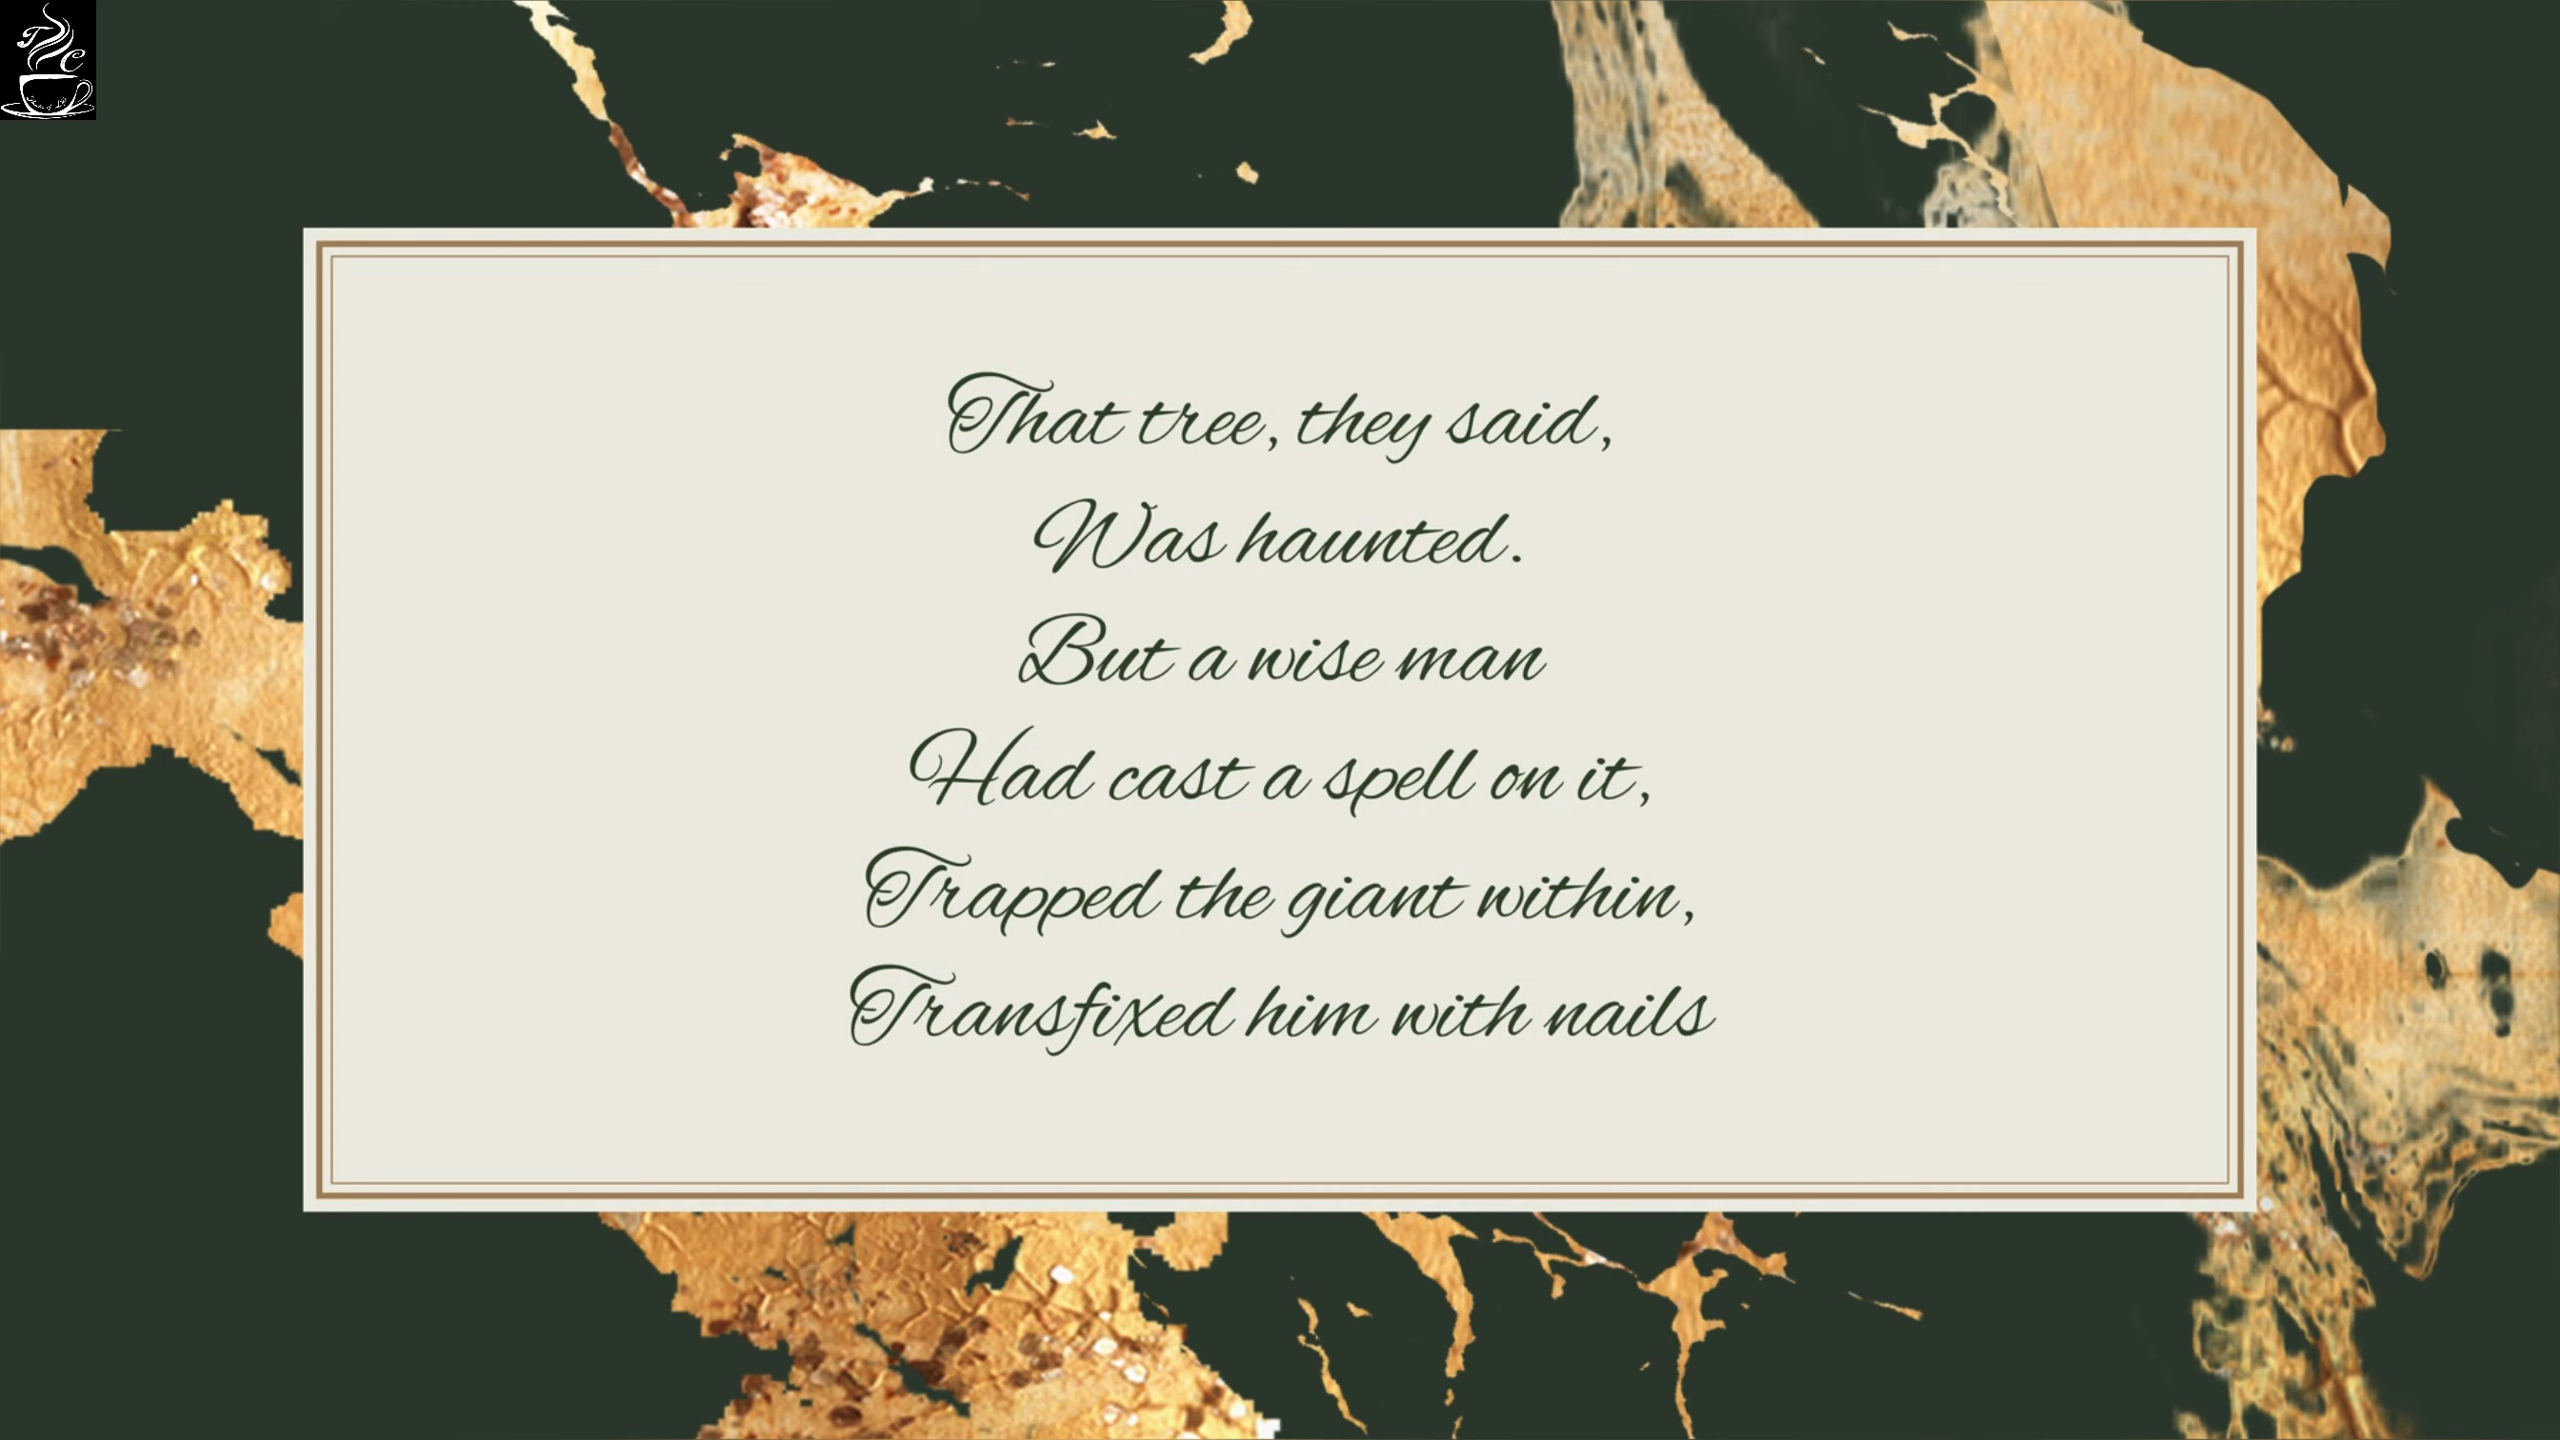 T
C
That tree, they said,
Was haunted.
But a wise man
Had cast a spell on it,
Trapped the giant within,
Transfixed him with nails